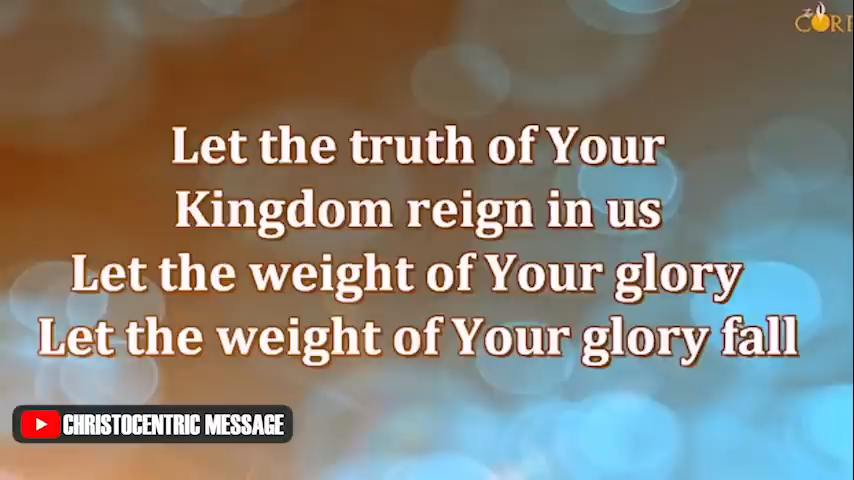 Let the truth of Your
Kingdom reign in us
Let the weight of Your glory
Let the weight of Your glory fall
CHRISTOCENTRIC MESSAGE